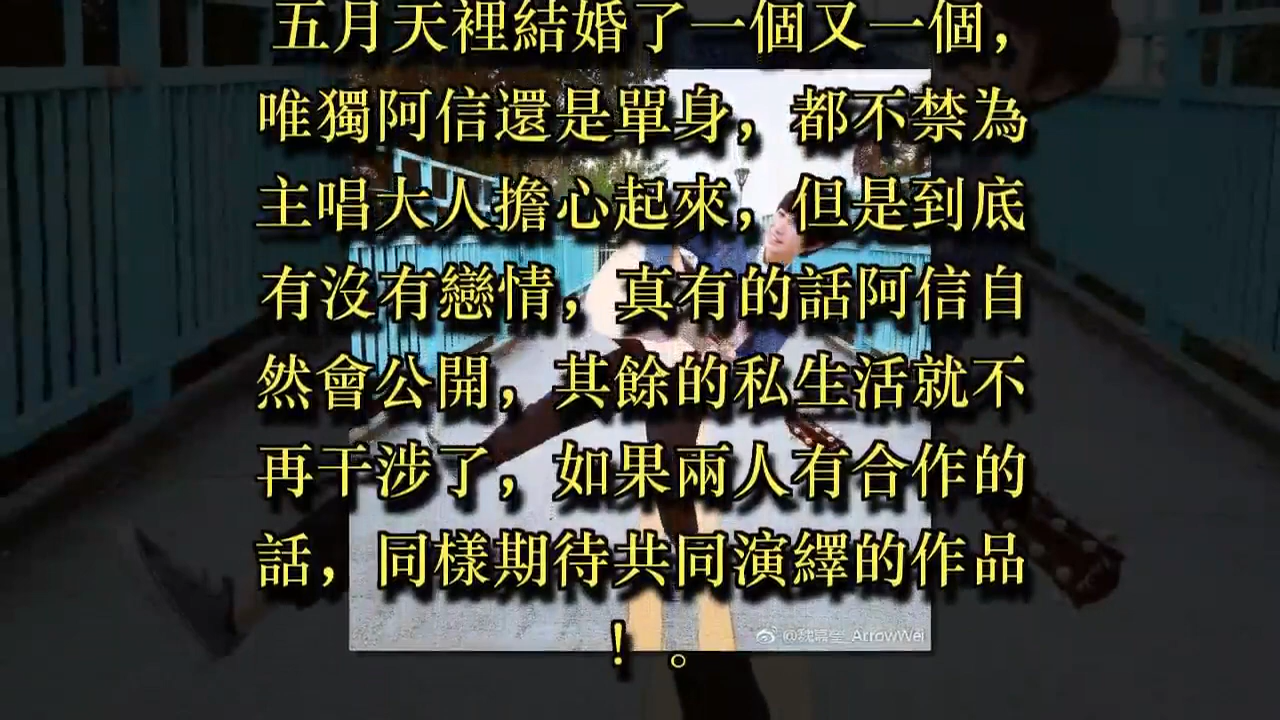 五月天裡結婚了一個又一個，
唯獨阿信還是單身，都不禁為
主唱大人擔心起來，但是到底
有沒有戀情，真有的話阿信自
然會公開，其餘的私生活就不
再干涉了，如果兩人有合作的
話，同樣期待共同演繹的作品
！。
@魏嘉瑩_ArrowWei